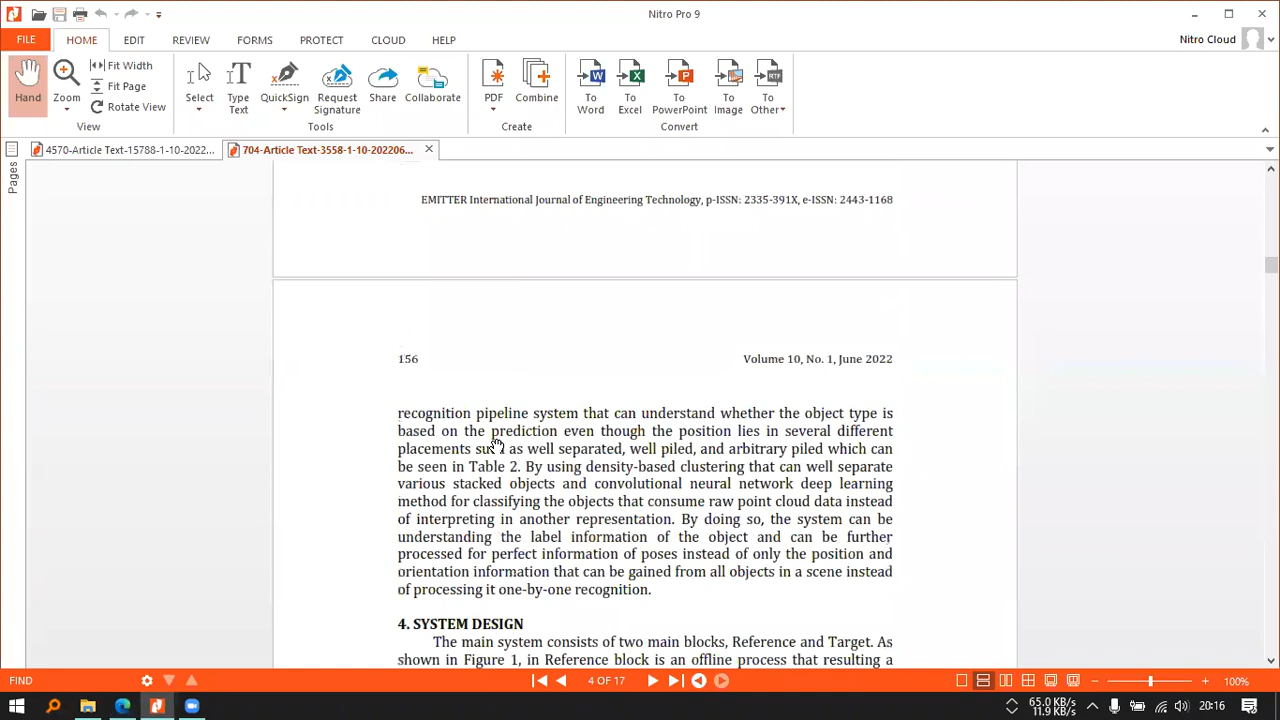 Nitro Pro 9
FILE HOME EDIT REVIEW FORMS PROTECT CLOUD HELP Nitro Cloud
Hand Zoom Fit Width Fit Page Rotate View View
Select Type Text QuickSign Request Signature Share Collaborate Tools
PDF Combine Create
To Word To Excel To PowerPoint To Image To Other Convert
4570-Article Text-15788-1-10-2022... 704-Article Text-3558-1-10-202206...
Pages
EMITTER International Journal of Engineering Technology, p-ISSN: 2335-391X, e-ISSN: 2443-1168
156 Volume 10, No. 1, June 2022
recognition pipeline system that can understand whether the object type is
based on the prediction even though the position lies in several different
placements such as well separated, well piled, and arbitrary piled which can
be seen in Table 2. By using density-based clustering that can well separate
various stacked objects and convolutional neural network deep learning
method for classifying the objects that consume raw point cloud data instead
of interpreting in another representation. By doing so, the system can be
understanding the label information of the object and can be further
processed for perfect information of poses instead of only the position and
orientation information that can be gained from all objects in a scene instead
of processing it one-by-one recognition.
4. SYSTEM DESIGN
The main system consists of two main blocks, Reference and Target. As
shown in Figure 1, in Reference block is an offline process that resulting a
FIND 4 OF 17 100%
65.0 KB/s
11.9 KB/s
20:16